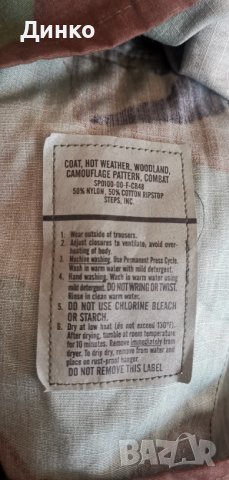 Динко
COAT, HOT WEATHER, WOODLAND,
CAMOUFLAGE PATTERN, COMBAT
SPO100-00-F-CB48
50% NYLON, 50% COTTON RIPSTOP
STEPS, INC.
1. Wear outside of trousers.
2. Adjust closures to ventilate; avoid over-
heating of body.
3. Machine washing. Use Permanent Press Cycle.
Wash in warm water with mild detergent.
4. Hand washing. Wash in warm water using
mild detergent. DO NOT WRING OR TWIST.
Rinse in clean warm water.
5. DO NOT USE CHLORINE BLEACH
OR STARCH.
6. Dry at low heat (do not exceed 130°F).
After drying, tumble at room temperature
for 10 minutes. Remove immediately from
dryer. To drip dry, remove from water and
place on rust-proof hanger.
DO NOT REMOVE THIS LABEL
BAZAR
bg